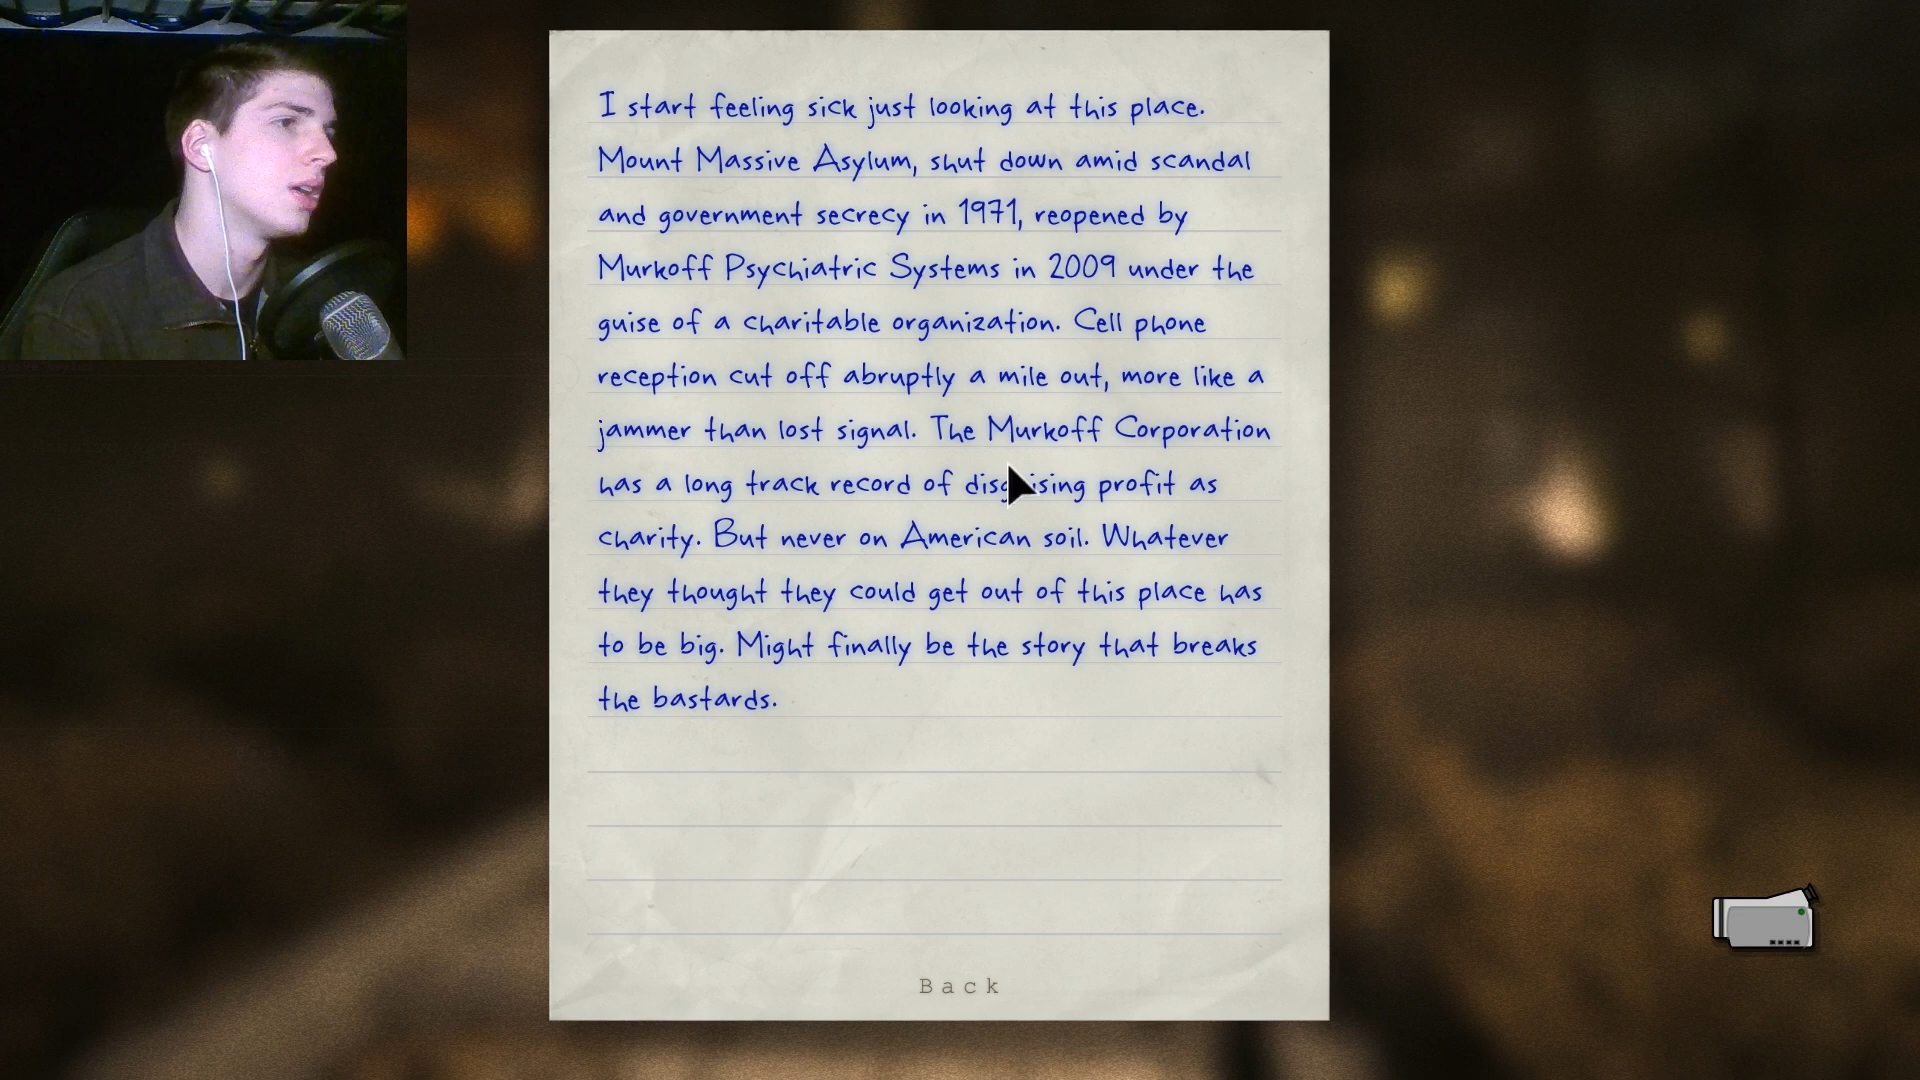 I start feeling sick just looking at this place.
Mount Massive Asylum, shut down amid scandal
and government secrecy in 1971, reopened by
Murkoff Psychiatric Systems in 2009 under the
guise of a charitable organization. Cell phone
reception cut off abruptly a mile out, more like a
jammer than lost signal. The Murkoff Corporation
has a long track record of disguising profit as
charity. But never on American soil. Whatever
they thought they could get out of this place has
to be big. Might finally be the story that breaks
the bastards.
Back